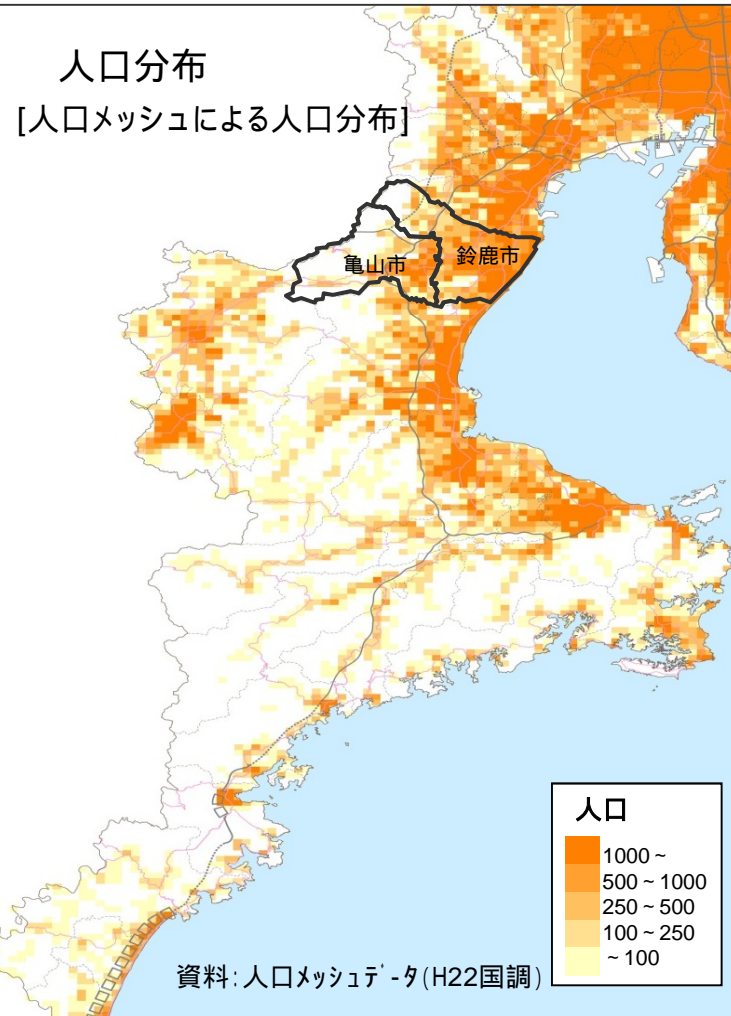 人口分布
[人口メッシュによる人口分布]
亀山市
鈴鹿市
人口
1000～
500～1000
250～500
100～250
～100
資料：人口メッシュデｰタ(H22国調)